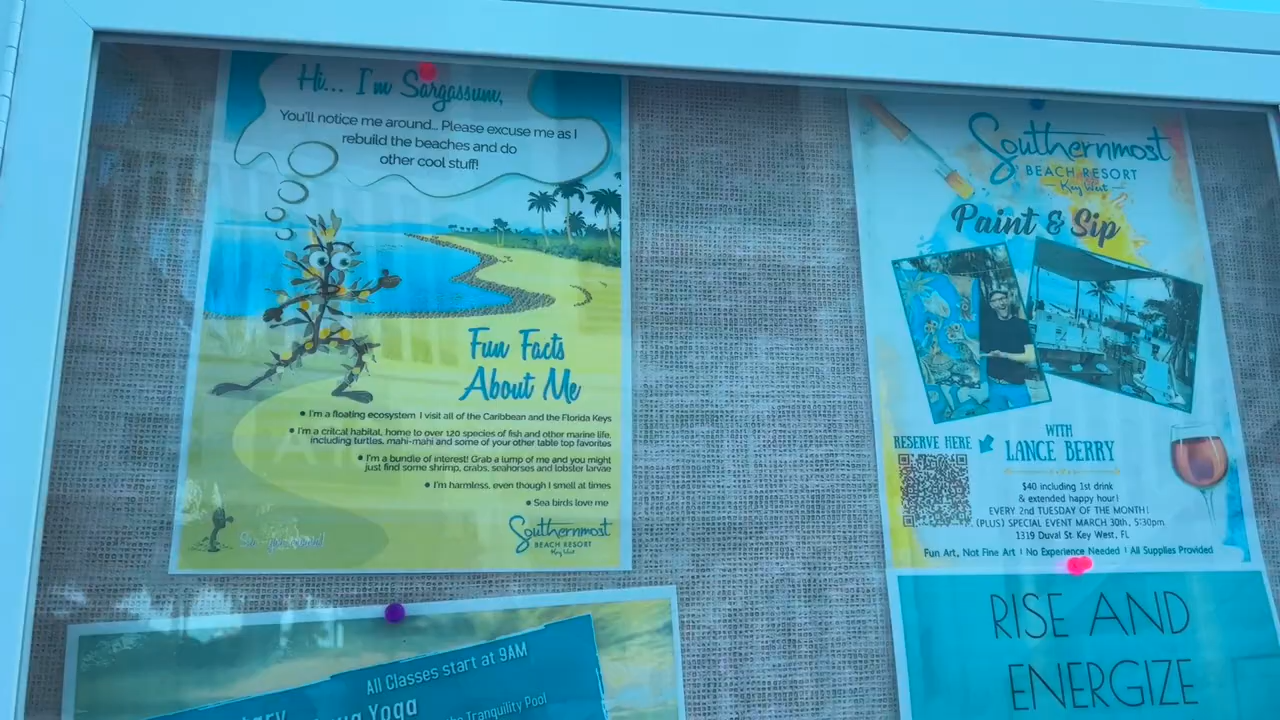 Hi... I'm Sargassum,
You'll notice me around... Please excuse me as I
rebuild the beaches and do
other cool stuff!
Fun Facts
About Me
• I'm a floating ecosystem I visit all of the Caribbean and the Florida Keys
• I'm a critcal habital, home to over 120 species of fish and other marine life,
including turtles, mahi-mahi and some of your other table top favorites
• I'm a bundle of interest! Grab a lump of me and you might
just find some shrimp, crabs, seahorses and lobster larvae
• I'm harmless, even though I smell at times
• Sea birds love me
Southernmost
BEACH RESORT
Key West
All Classes start at 9AM
Yoga
the Tranquility Pool
Southernmost
BEACH RESORT
Key West
Paint & Sip
RESERVE HERE
WITH
LANCE BERRY
$40 including 1st drink
& extended happy hour!
EVERY 2nd TUESDAY OF THE MONTH!
(PLUS) SPECIAL EVENT MARCH 30th, 5:30pm
1319 Duval St. Key West, FL
Fun Art, Not Fine Art | No Experience Needed | All Supplies Provided
RISE AND
ENERGIZE